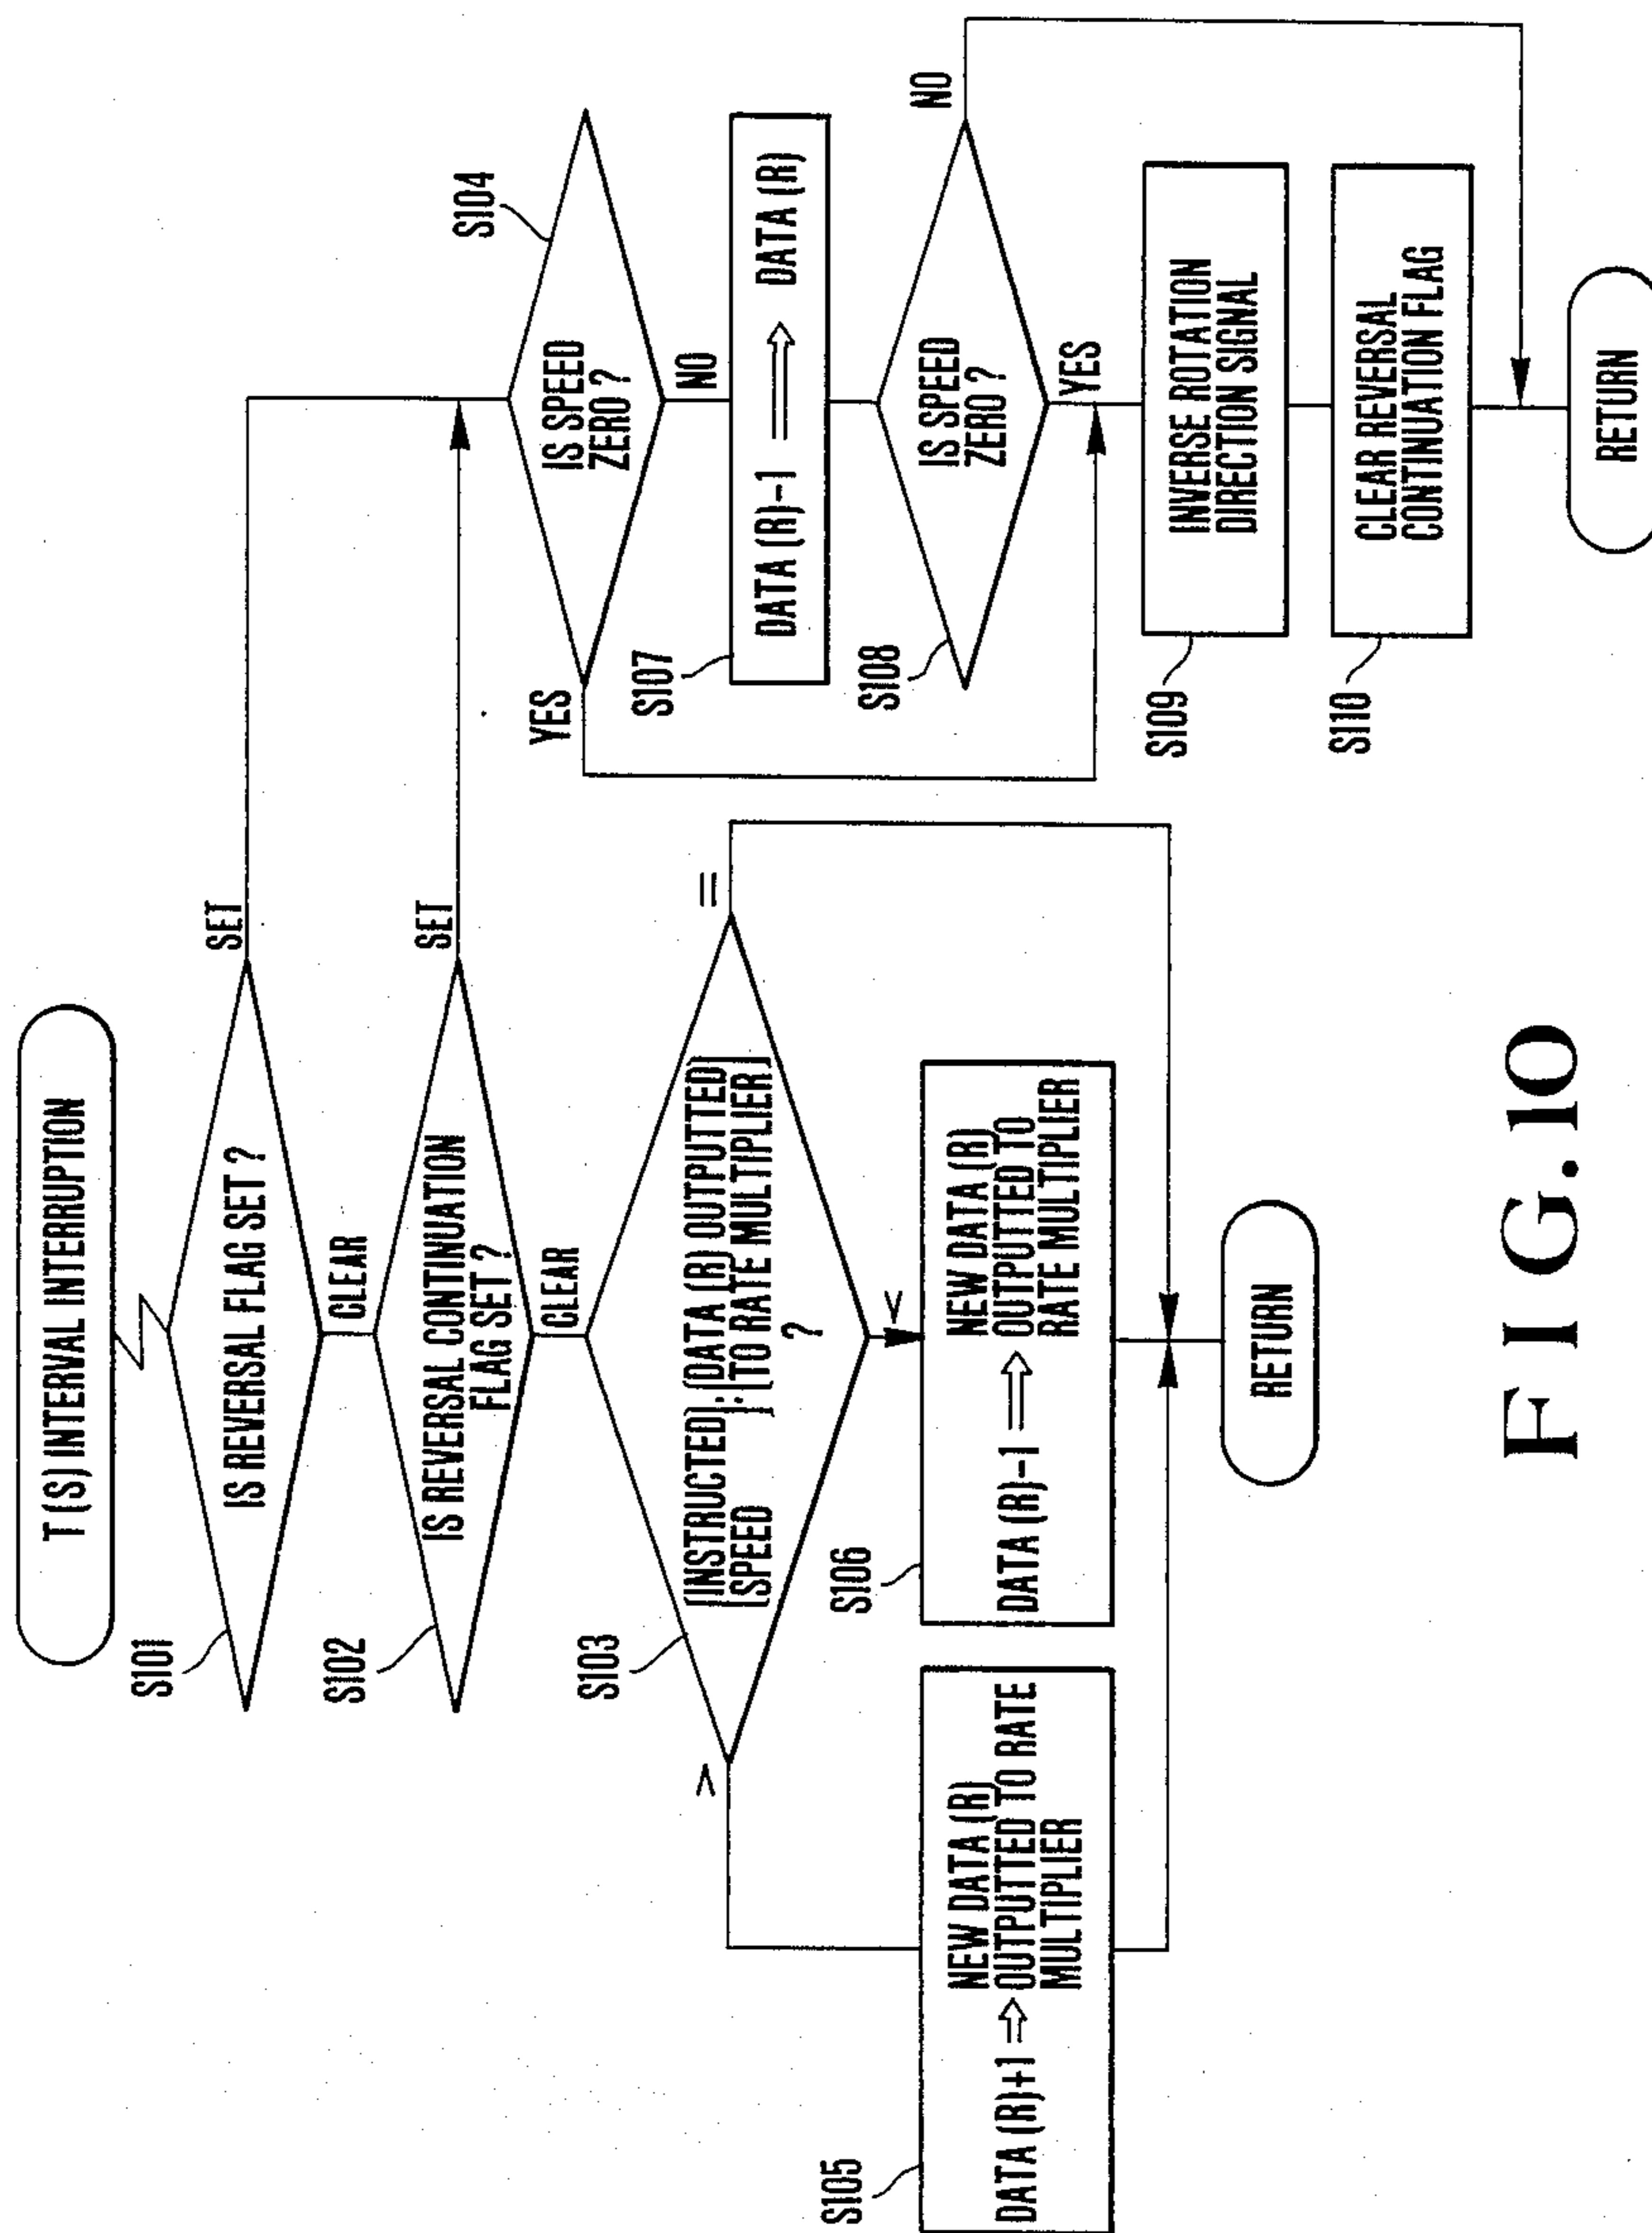 T (S) INTERVAL INTERRUPTION
S101
IS REVERSAL FLAG SET ?
SET
CLEAR
S102
IS REVERSAL CONTINUATION
FLAG SET ?
SET
CLEAR
S103
(INSTRUCTED) : (DATA (R) OUTPUTTED)
(SPEED ) : (TO RATE MULTIPLIER)
?
>
<
=
S105
DATA (R)+1 ⇒
NEW DATA (R)
OUTPUTTED TO RATE
MULTIPLIER
S106
DATA (R)-1 ⇒
NEW DATA (R)
OUTPUTTED TO
RATE MULTIPLIER
RETURN
S104
IS SPEED
ZERO ?
YES
NO
S107
DATA (R)-1 ⇒ DATA (R)
S108
IS SPEED
ZERO ?
NO
YES
S109
INVERSE ROTATION
DIRECTION SIGNAL
S110
CLEAR REVERSAL
CONTINUATION FLAG
RETURN
FIG.10